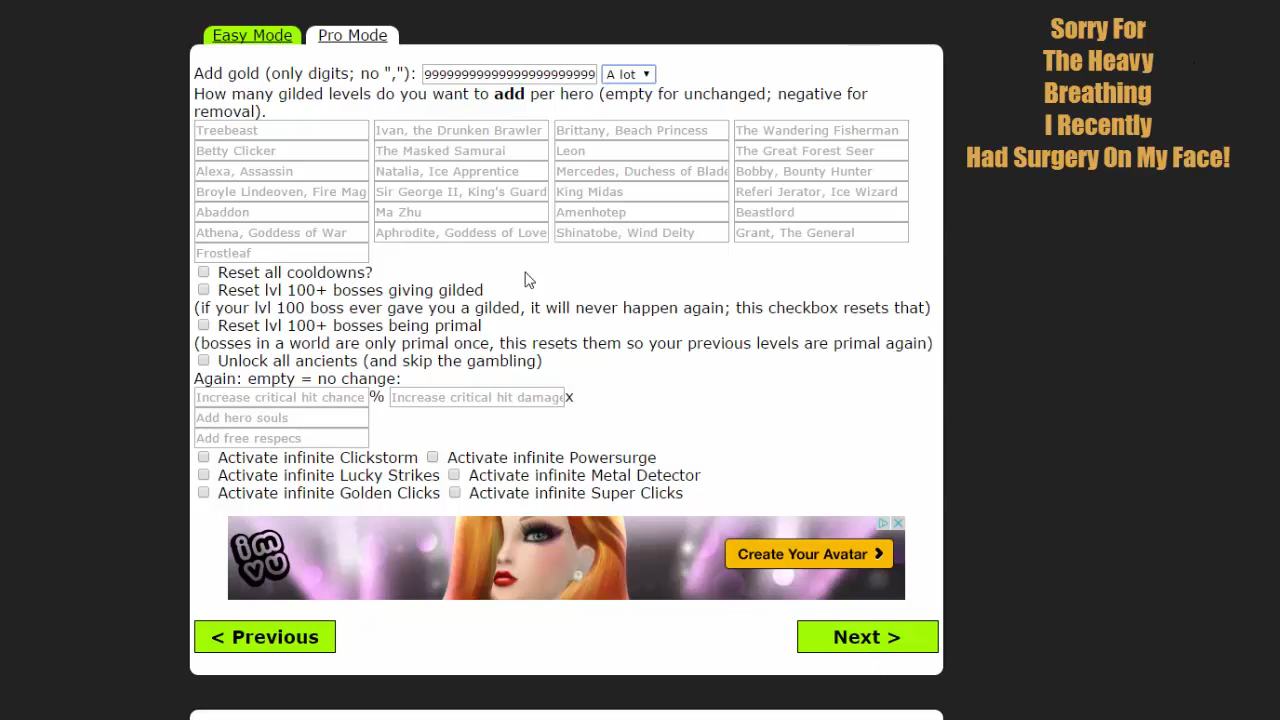 Easy Mode Pro Mode
Sorry For
The Heavy
Breathing
I Recently
Had Surgery On My Face!
Add gold (only digits; no ","): 99999999999999999999999999 A lot
How many gilded levels do you want to add per hero (empty for unchanged; negative for
removal).
Treebeast Ivan, the Drunken Brawler Brittany, Beach Princess The Wandering Fisherman
Betty Clicker The Masked Samurai Leon The Great Forest Seer
Alexa, Assassin Natalia, Ice Apprentice Mercedes, Duchess of Blade Bobby, Bounty Hunter
Broyle Lindeoven, Fire Mag Sir George II, King's Guard King Midas Referi Jerator, Ice Wizard
Abaddon Ma Zhu Amenhotep Beastlord
Athena, Goddess of War Aphrodite, Goddess of Love Shinatobe, Wind Deity Grant, The General
Frostleaf
Reset all cooldowns?
Reset lvl 100+ bosses giving gilded
(if your lvl 100 boss ever gave you a gilded, it will never happen again; this checkbox resets that)
Reset lvl 100+ bosses being primal
(bosses in a world are only primal once, this resets them so your previous levels are primal again)
Unlock all ancients (and skip the gambling)
Again: empty = no change:
Increase critical hit chance % Increase critical hit damage x
Add hero souls
Add free respecs
Activate infinite Clickstorm Activate infinite Powersurge
Activate infinite Lucky Strikes Activate infinite Metal Detector
Activate infinite Golden Clicks Activate infinite Super Clicks
imvu
Create Your Avatar >
< Previous Next >